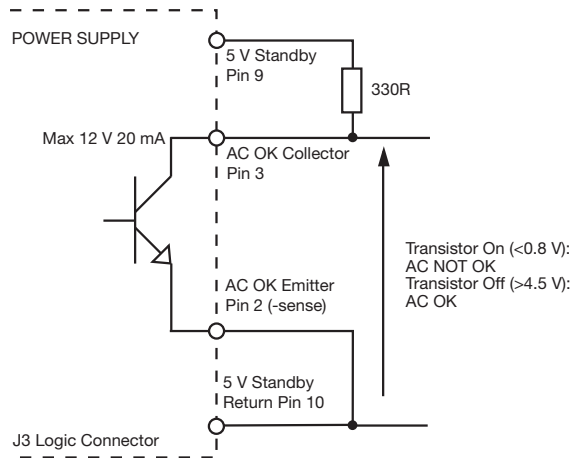 POWER SUPPLY
5 V Standby
Pin 9
330R
Max 12 V 20 mA
AC OK Collector
Pin 3
Transistor On (<0.8 V):
AC NOT OK
Transistor Off (>4.5 V):
AC OK
AC OK Emitter
Pin 2 (-sense)
5 V Standby
Return Pin 10
J3 Logic Connector